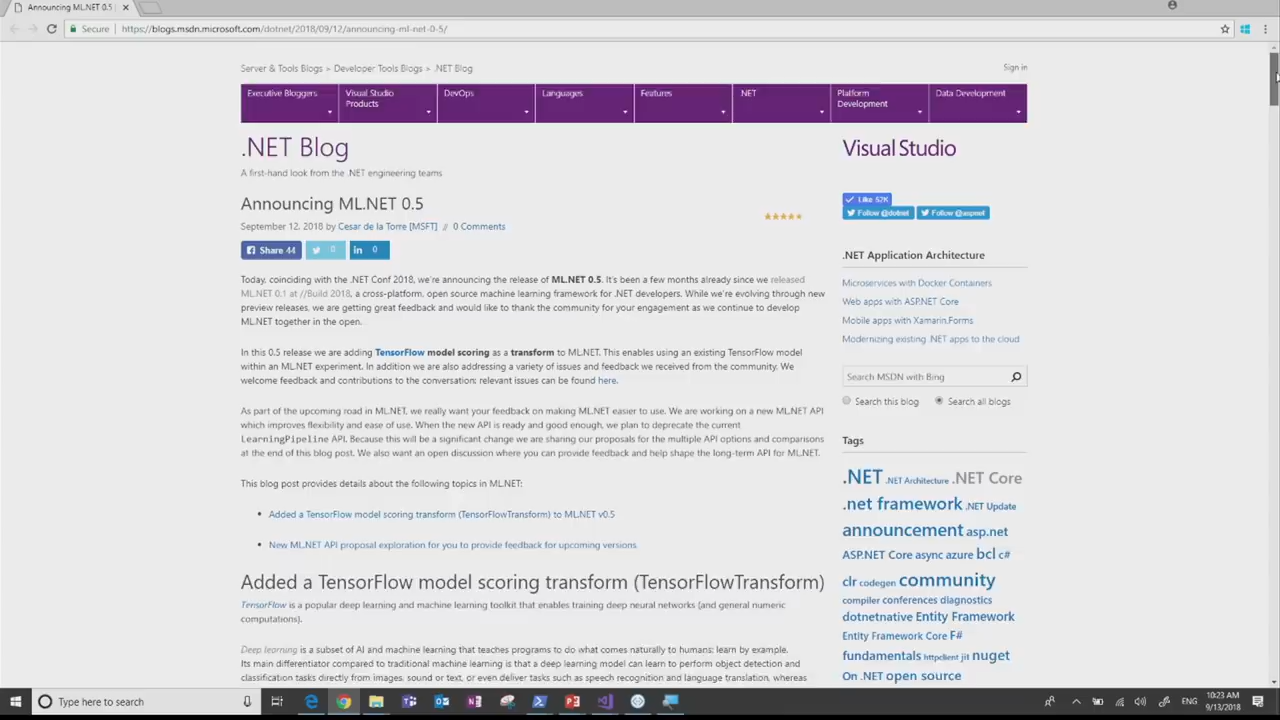 Announcing ML.NET 0.5
Secure
https://blogs.msdn.microsoft.com/dotnet/2018/09/12/announcing-ml-net-0-5/
Server & Tools Blogs > Developer Tools Blogs > .NET Blog
Sign in
Executive Bloggers
Visual Studio
Products
DevOps
Languages
Features
.NET
Platform
Development
Data Development
.NET Blog
A first-hand look from the .NET engineering teams
Announcing ML.NET 0.5
September 12, 2018 by Cesar de la Torre [MSFT] // 0 Comments
Share 44
0
in 0
Today, coinciding with the .NET Conf 2018, we're announcing the release of ML.NET 0.5. It's been a few months already since we released
ML.NET 0.1 at //Build 2018, a cross-platform, open source machine learning framework for .NET developers. While we're evolving through new
preview releases, we are getting great feedback and would like to thank the community for your engagement as we continue to develop
ML.NET together in the open.
In this 0.5 release we are adding TensorFlow model scoring as a transform to ML.NET. This enables using an existing TensorFlow model
within an ML.NET experiment. In addition we are also addressing a variety of issues and feedback we received from the community. We
welcome feedback and contributions to the conversation: relevant issues can be found here.
As part of the upcoming road in ML.NET, we really want your feedback on making ML.NET easier to use. We are working on a new ML.NET API
which improves flexibility and ease of use. When the new API is ready and good enough, we plan to deprecate the current
LearningPipeline API. Because this will be a significant change we are sharing our proposals for the multiple API options and comparisons
at the end of this blog post. We also want an open discussion where you can provide feedback and help shape the long-term API for ML.NET.
This blog post provides details about the following topics in ML.NET:
• Added a TensorFlow model scoring transform (TensorFlowTransform) to ML.NET v0.5
• New ML.NET API proposal exploration for you to provide feedback for upcoming versions
Added a TensorFlow model scoring transform (TensorFlowTransform)
TensorFlow is a popular deep learning and machine learning toolkit that enables training deep neural networks (and general numeric
computations).
Deep learning is a subset of AI and machine learning that teaches programs to do what comes naturally to humans: learn by example.
Its main differentiator compared to traditional machine learning is that a deep learning model can learn to perform object detection and
classification tasks directly from images, sound or text, or even deliver tasks such as speech recognition and language translation, whereas
Visual Studio
Like 52K
Follow @dotnet
Follow @aspnet
.NET Application Architecture
Microservices with Docker Containers
Web apps with ASP.NET Core
Mobile apps with Xamarin.Forms
Modernizing existing .NET apps to the cloud
Search MSDN with Bing
Search this blog
Search all blogs
Tags
.NET .NET Architecture .NET Core
.net framework .NET Update
announcement asp.net
ASP.NET Core async azure bcl c#
clr codegen community
compiler conferences diagnostics
dotnetnative Entity Framework
Entity Framework Core F#
fundamentals httpclient jit nuget
On .NET open source
Type here to search
ENG
10:23 AM
9/13/2018